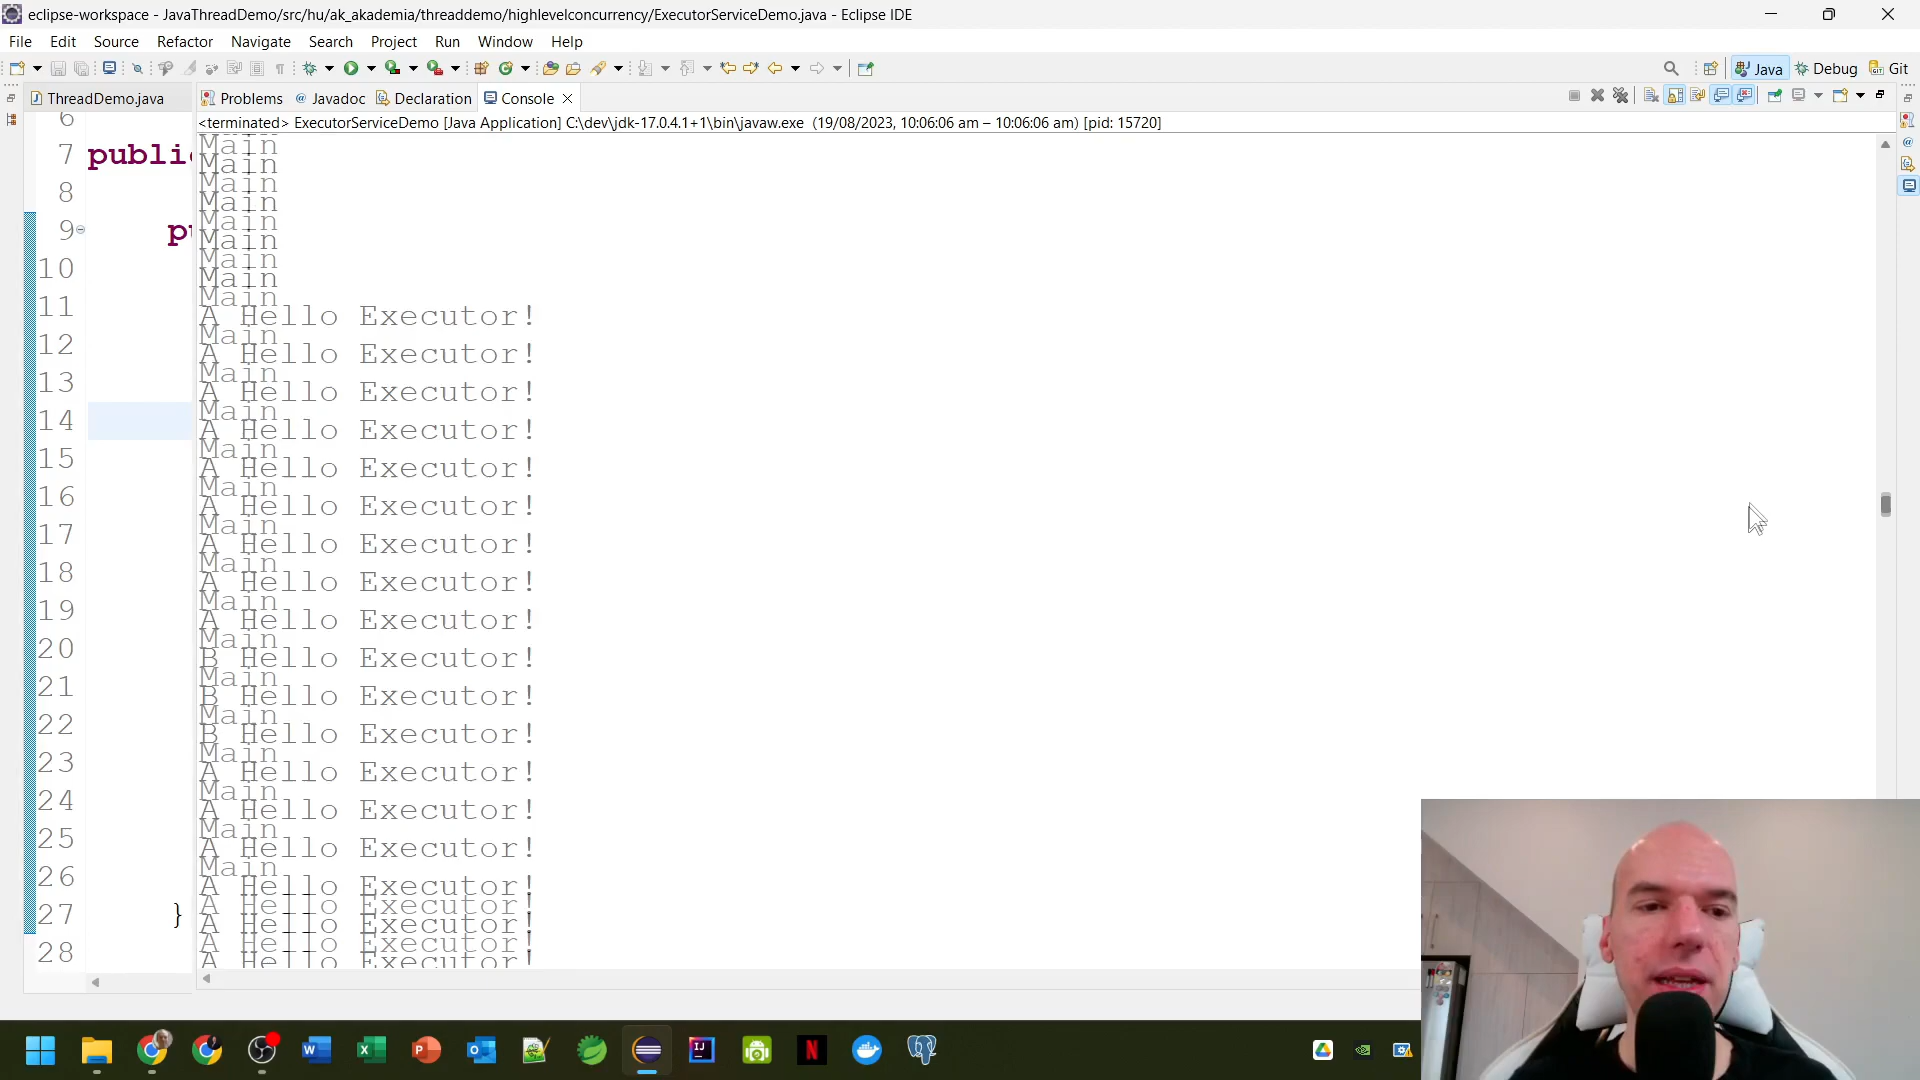 eclipse-workspace - JavaThreadDemo/src/hu/ak_akademia/threaddemo/highlevelconcurrency/ExecutorServiceDemo.java - Eclipse IDE
File Edit Source Refactor Navigate Search Project Run Window Help
Java Debug Git
ThreadDemo.java Problems Javadoc Declaration Console
<terminated> ExecutorServiceDemo [Java Application] C:\dev\jdk-17.0.4.1+1\bin\javaw.exe (19/08/2023, 10:06:06 am – 10:06:06 am) [pid: 15720]
6
7 public
8
9 pu
10
11
12
13
14
15
16
17
18
19
20
21
22
23
24
25
26
27 }
28
Main
Main
Main
Main
Main
Main
Main
Main
Main
A Hello Executor!
Main
A Hello Executor!
Main
A Hello Executor!
Main
A Hello Executor!
Main
A Hello Executor!
Main
A Hello Executor!
Main
A Hello Executor!
Main
A Hello Executor!
Main
A Hello Executor!
Main
B Hello Executor!
Main
B Hello Executor!
Main
B Hello Executor!
Main
A Hello Executor!
Main
A Hello Executor!
Main
A Hello Executor!
Main
A Hello Executor!
A Hello Executor!
A Hello Executor!
A Hello Executor!
A Hello Executor!